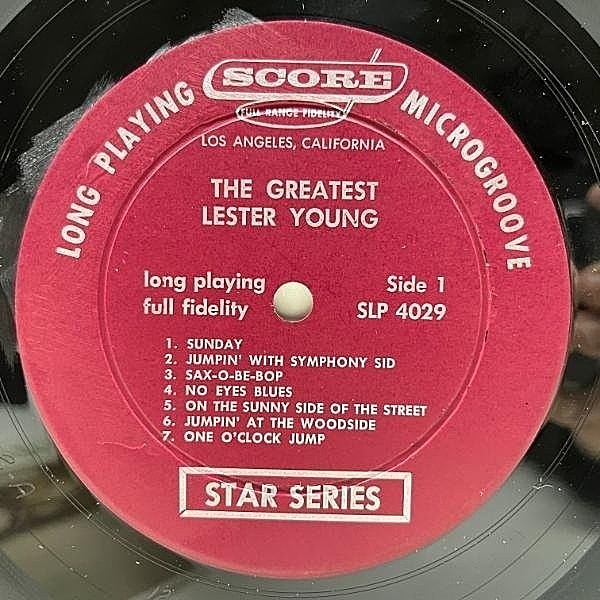 LONG PLAYING
SCORE
MICROGROOVE
FULL RANGE FIDELITY
LOS ANGELES, CALIFORNIA
THE GREATEST
LESTER YOUNG
long playing
full fidelity
Side 1
SLP 4029
1. SUNDAY
2. JUMPIN' WITH SYMPHONY SID
3. SAX-O-BE-BOP
4. NO EYES BLUES
5. ON THE SUNNY SIDE OF THE STREET
6. JUMPIN' AT THE WOODSIDE
7. ONE O'CLOCK JUMP
STAR SERIES